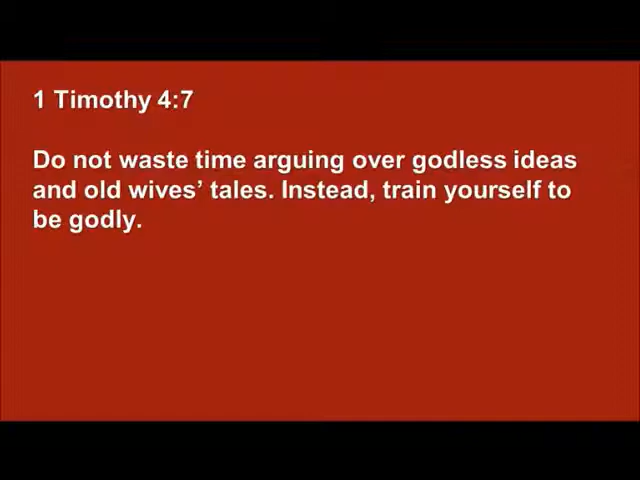 1 Timothy 4:7
Do not waste time arguing over godless ideas
and old wives’ tales. Instead, train yourself to
be godly.